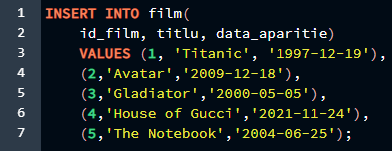 1 INSERT INTO film(
2 id_film, titlu, data_aparitie)
3 VALUES (1, 'Titanic', '1997-12-19'),
4 (2,'Avatar','2009-12-18'),
5 (3,'Gladiator','2000-05-05'),
6 (4,'House of Gucci','2021-11-24'),
7 (5,'The Notebook','2004-06-25');